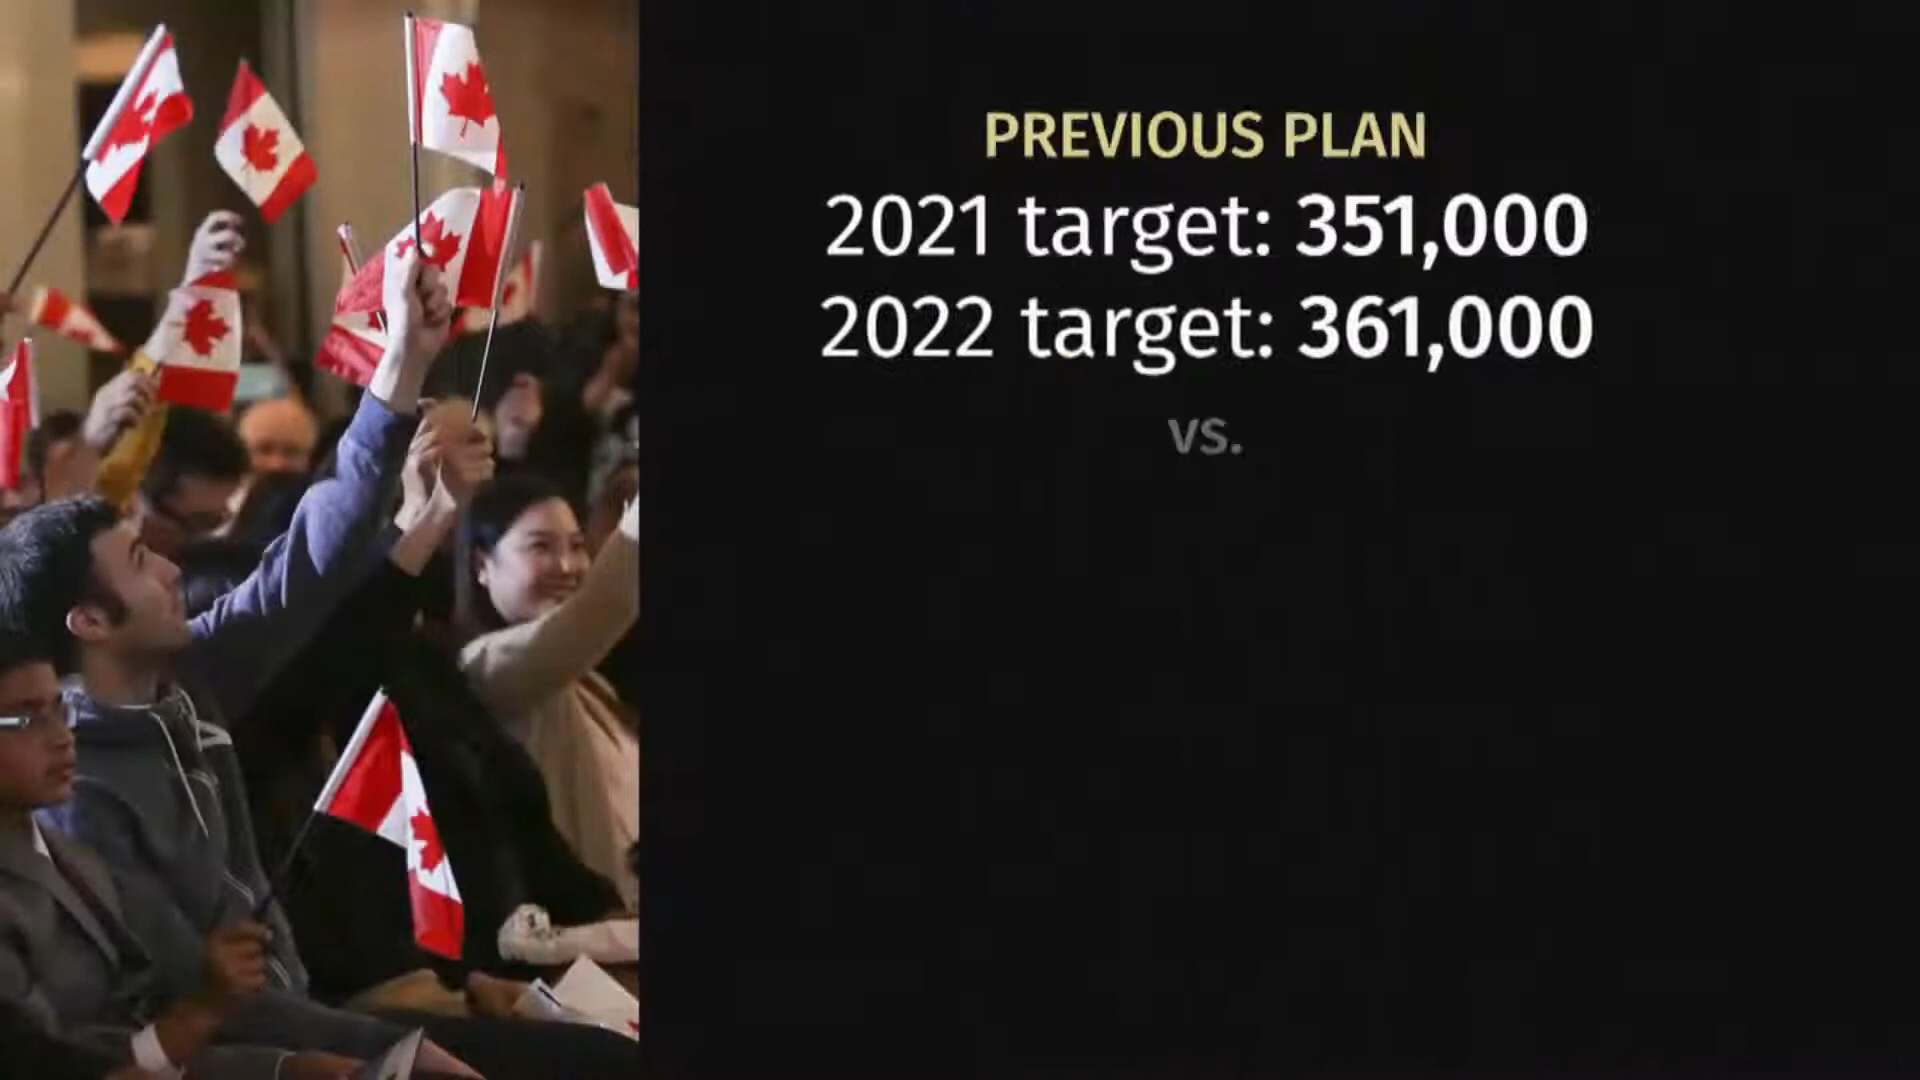 PREVIOUS PLAN
2021 target: 351,000
2022 target: 361,000
vs.